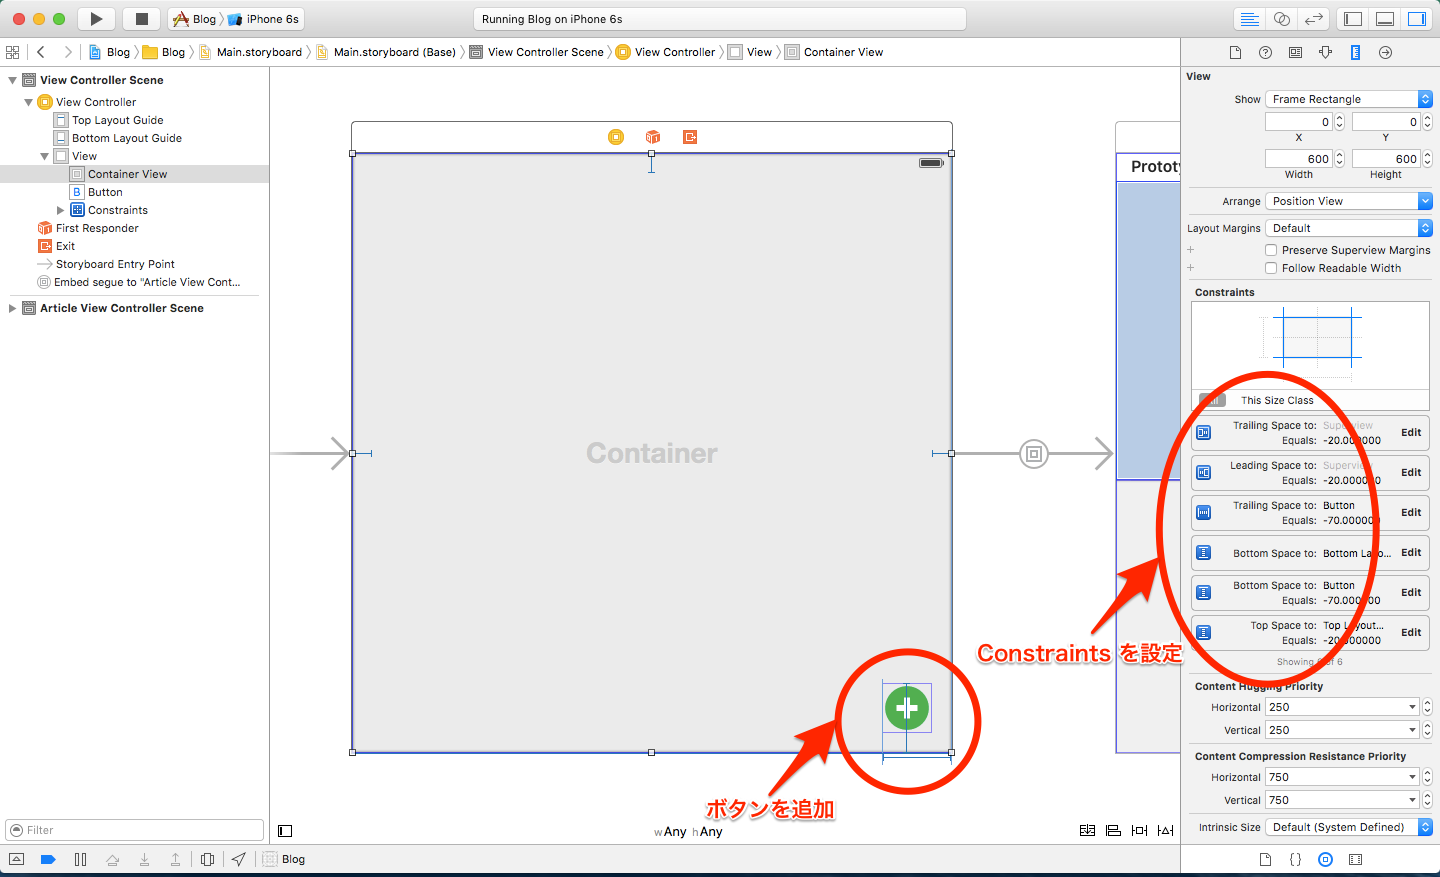 Blog
iPhone 6s
Running Blog on iPhone 6s
Blog
Blog
Main.storyboard
Main.storyboard (Base)
View Controller Scene
View Controller
View
Container View
View Controller Scene
View Controller
Top Layout Guide
Bottom Layout Guide
View
Container View
B Button
Constraints
First Responder
Exit
Storyboard Entry Point
Embed segue to "Article View Cont...
Article View Controller Scene
Filter
Container
ボタンを追加
wAny hAny
Prototy
Constraints を設定
View
Show Frame Rectangle
0 0
X Y
600 600
Width Height
Arrange Position View
Layout Margins Default
Preserve Superview Margins
Follow Readable Width
Constraints
This Size Class
Trailing Space to: Superview
Equals: -20.000000
Edit
Leading Space to: Superview
Equals: -20.000000
Edit
Trailing Space to: Button
Equals: -70.000000
Edit
Bottom Space to: Bottom Layo...
Edit
Bottom Space to: Button
Equals: -70.000000
Edit
Top Space to: Top Layout...
Equals: -20.000000
Edit
Showing of 6
Content Hugging Priority
Horizontal 250
Vertical 250
Content Compression Resistance Priority
Horizontal 750
Vertical 750
Intrinsic Size Default (System Defined)
Blog